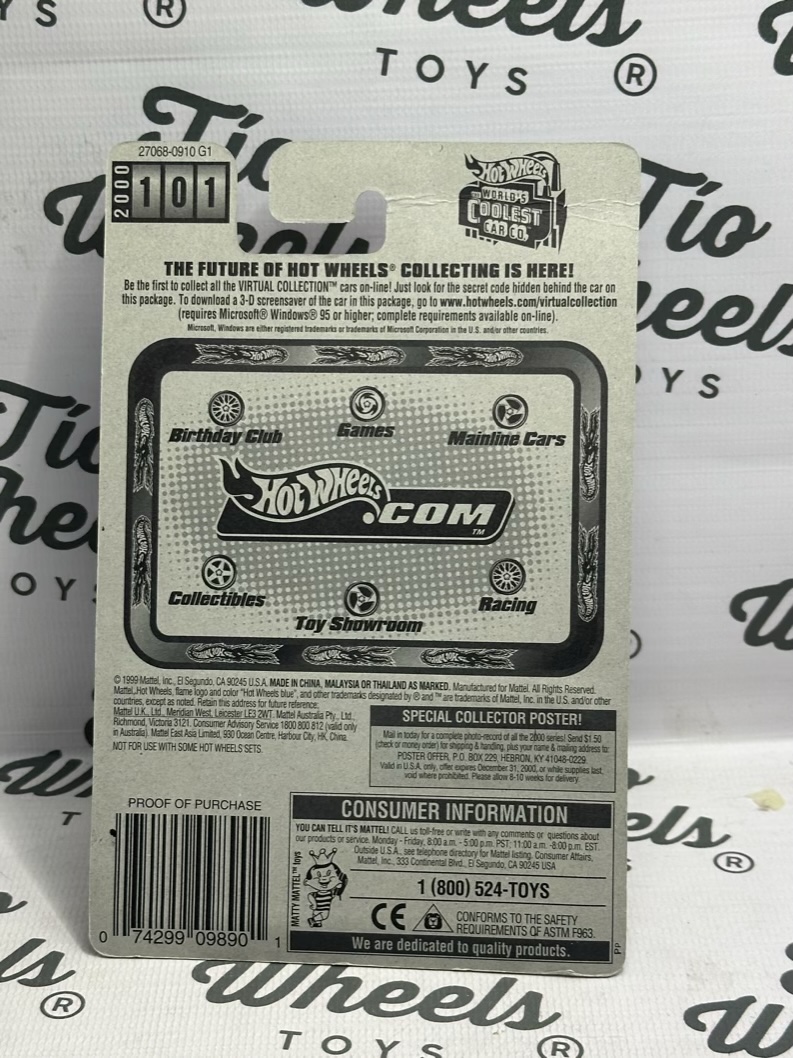 Wheels
TOYS ®
Tío
27068-0910 G1
2000 101
HOT WHEELS
WORLD'S
COOLEST
CAR CO.
THE FUTURE OF HOT WHEELS® COLLECTING IS HERE!
Be the first to collect all the VIRTUAL COLLECTION™ cars on-line! Just look for the secret code hidden behind the car on
this package. To download a 3-D screensaver of the car in this package, go to www.hotwheels.com/virtualcollection
(requires Microsoft® Windows® 95 or higher; complete requirements available on-line).
Microsoft, Windows are either registered trademarks or trademarks of Microsoft Corporation in the U.S. and/or other countries.
Birthday Club
Games
Mainline Cars
HOT WHEELS
.COM™
Collectibles
Toy Showroom
Racing
© 1999 Mattel, Inc., El Segundo, CA 90245 U.S.A. MADE IN CHINA, MALAYSIA OR THAILAND AS MARKED. Manufactured for Mattel. All Rights Reserved.
Mattel, Hot Wheels, flame logo and color "Hot Wheels blue", and other trademarks designated by ® and ™ are trademarks of Mattel, Inc. in the U.S. and/or other
countries, except as noted. Retain this address for future reference.
Mattel U.K., Ltd., Meridian West, Leicester LE3 2WT. Mattel Australia Pty., Ltd.,
Richmond, Victoria 3121. Consumer Advisory Service 1800 800 812 (valid only
in Australia). Mattel East Asia Limited, 930 Ocean Centre, Harbour City, HK, China.
NOT FOR USE WITH SOME HOT WHEELS SETS.
SPECIAL COLLECTOR POSTER!
Mail in today for a complete photo-record of all the 2000 series! Send $1.50
(check or money order) for shipping & handling, plus your name & mailing address to:
POSTER OFFER, P.O. BOX 229, HEBRON, KY 41048-0229
Valid in U.S.A. only, offer expires December 31, 2000, or while supplies last,
void where prohibited. Please allow 8-10 weeks for delivery.
PROOF OF PURCHASE
0 74299 09890 1
CONSUMER INFORMATION
YOU CAN TELL IT'S MATTEL! CALL us toll-free or write with any comments or questions about
our products or service. Monday - Friday, 8:00 a.m. - 5:00 p.m. PST; 11:00 a.m. -8:00 p.m. EST.
Outside U.S.A., see telephone directory for Mattel listing. Consumer Affairs,
Mattel, Inc., 333 Continental Blvd., El Segundo, CA 90245 USA
MATTY MATTEL™ toys
1 (800) 524-TOYS
CE
CONFORMS TO THE SAFETY
REQUIREMENTS OF ASTM F963.
We are dedicated to quality products.
PP
Wheels
TOYS ®